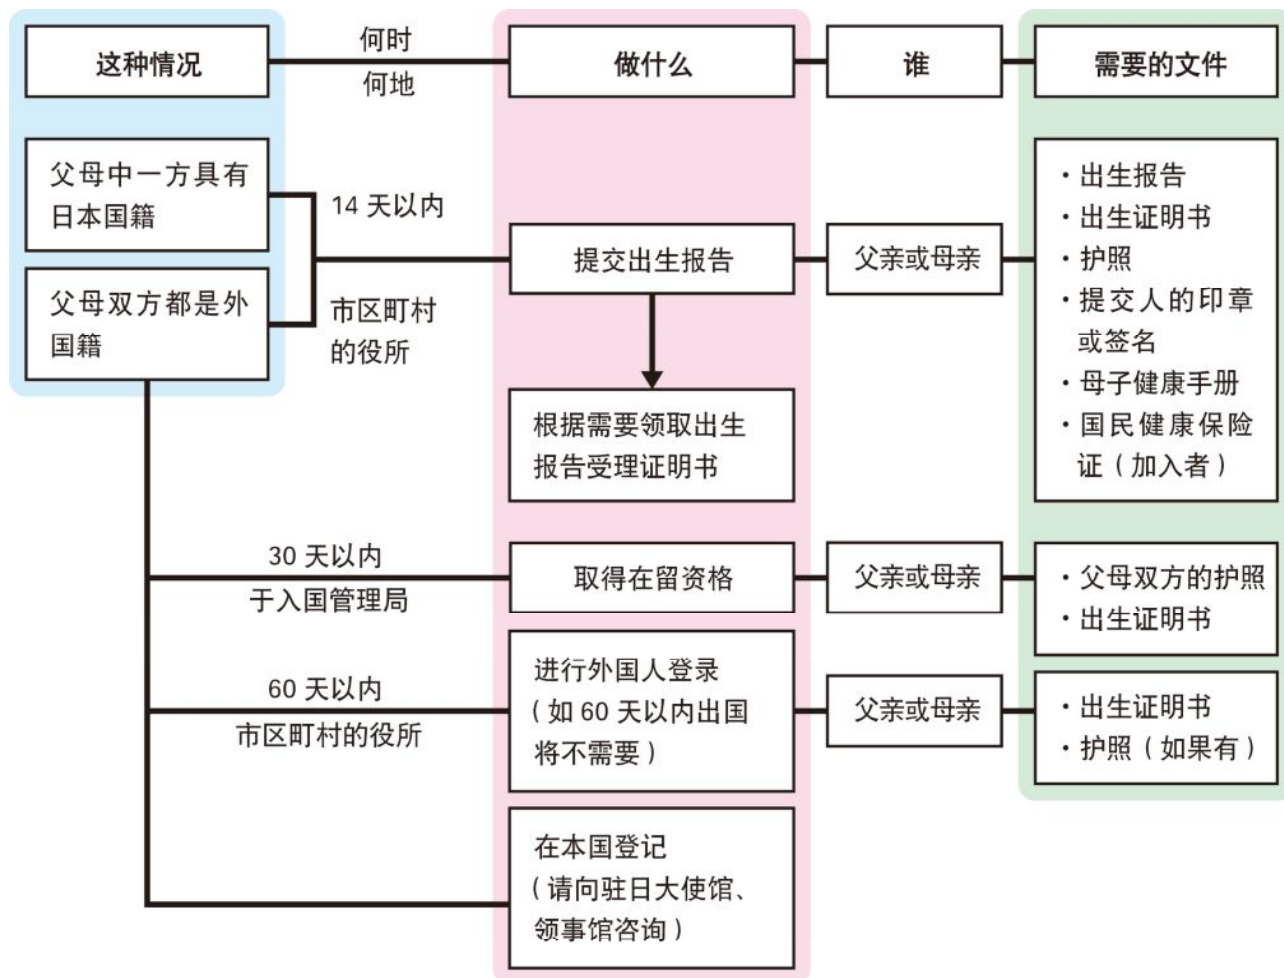 这种情况
何时
何地
做什么
谁
需要的文件
父母中一方具有
日本国籍
父母双方都是外
国籍
14 天以内
市区町村
的役所
提交出生报告
父亲或母亲
・出生报告
・出生证明书
・护照
・提交人的印章
或签名
・母子健康手册
・国民健康保险
证（加入者）
根据需要领取出生
报告受理证明书
30 天以内
于入国管理局
取得在留资格
父亲或母亲
・父母双方的护照
・出生证明书
60 天以内
市区町村的役所
进行外国人登录
（如 60 天以内出国
将不需要）
父亲或母亲
・出生证明书
・护照（如果有）
在本国登记
（请向驻日大使馆、
领事馆咨询）